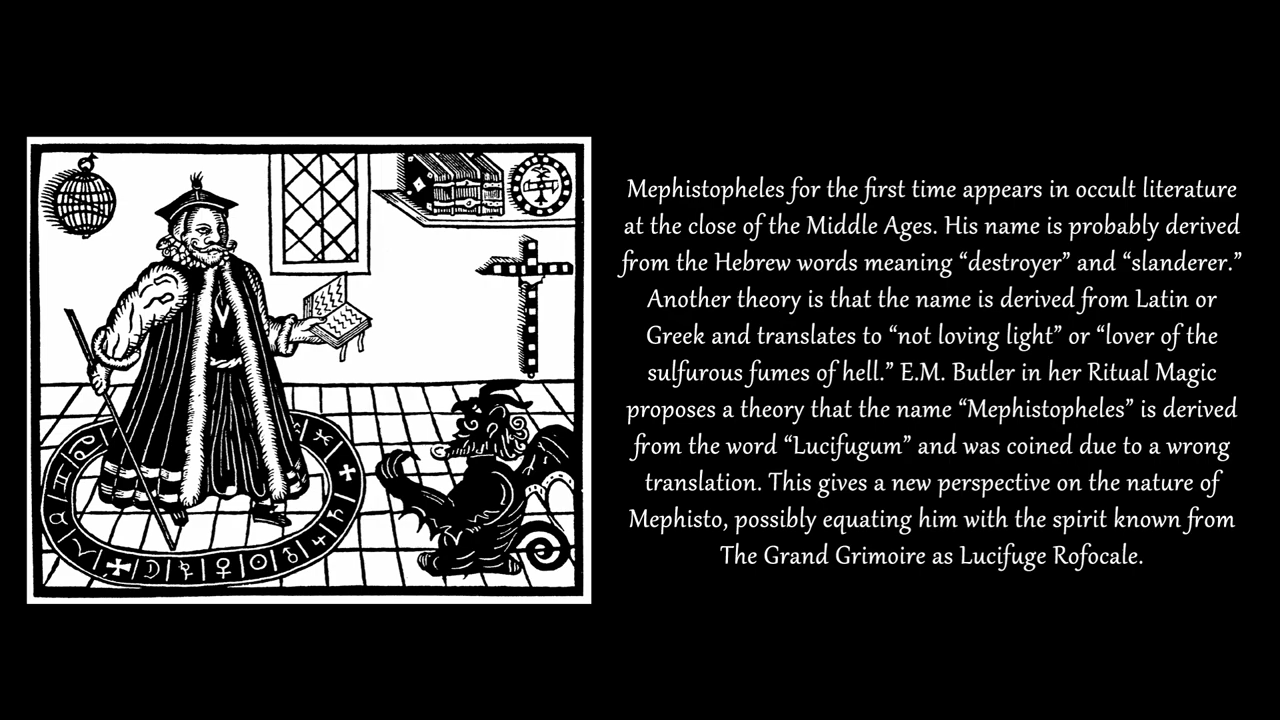 Mephistopheles for the first time appears in occult literature
at the close of the Middle Ages. His name is probably derived
from the Hebrew words meaning “destroyer” and “slanderer.”
Another theory is that the name is derived from Latin or
Greek and translates to “not loving light” or “lover of the
sulfurous fumes of hell.” E.M. Butler in her Ritual Magic
proposes a theory that the name “Mephistopheles” is derived
from the word “Lucifugum” and was coined due to a wrong
translation. This gives a new perspective on the nature of
Mephisto, possibly equating him with the spirit known from
The Grand Grimoire as Lucifuge Rofocale.